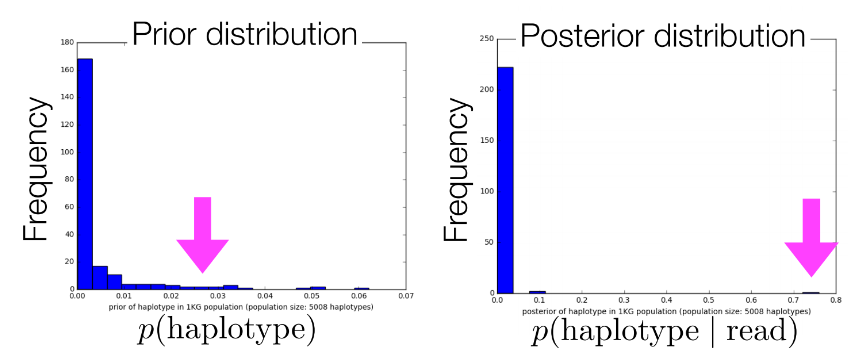 Prior distribution
180
160
140
120
100
80
60
40
20
0
Frequency
0.00 0.01 0.02 0.03 0.04 0.05 0.06 0.07
prior of haplotype in 1KG population (population size: 5008 haplotypes)
p(haplotype)
Posterior distribution
250
200
150
100
50
0
Frequency
0.0 0.1 0.2 0.3 0.4 0.5 0.6 0.7 0.8
posterior of haplotype in 1KG population (population size: 5008 haplotypes)
p(haplotype | read)